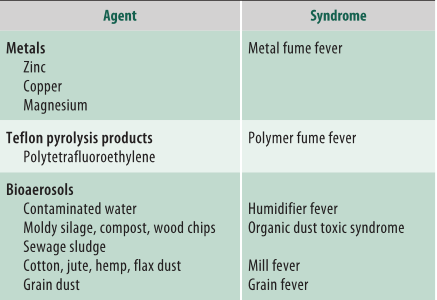 Agent Syndrome
Metals Metal fume fever
Zinc
Copper
Magnesium
Teflon pyrolysis products Polymer fume fever
Polytetrafluoroethylene
Bioaerosols
Contaminated water Humidifier fever
Moldy silage, compost, wood chips Organic dust toxic syndrome
Sewage sludge
Cotton, jute, hemp, flax dust Mill fever
Grain dust Grain fever